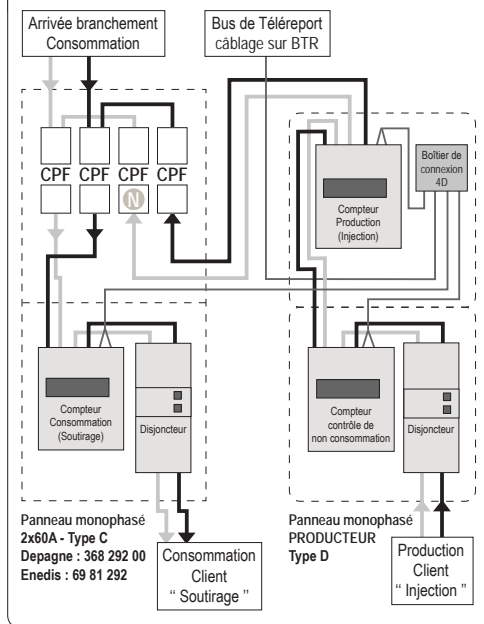 Arrivée branchement
Consommation
Bus de Téléreport
câblage sur BTR
CPF CPF CPF CPF
N
Boîtier de
connexion
4D
Compteur
Production
(Injection)
Compteur
Consommation
(Soutirage)
Disjoncteur
Compteur
contrôle de
non consommation
Disjoncteur
Panneau monophasé
2x60A - Type C
Depagne : 368 292 00
Enedis : 69 81 292
Consommation
Client
“ Soutirage ”
Panneau monophasé
PRODUCTEUR
Type D
Production
Client
“ Injection ”